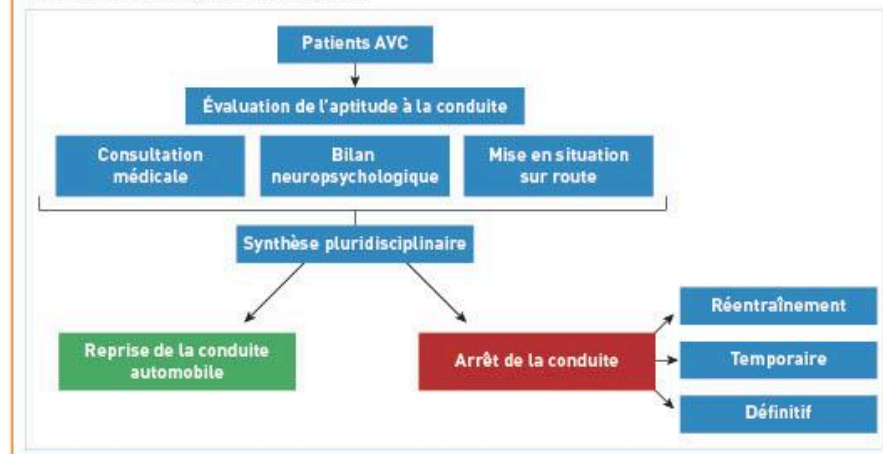 Patients AVC
Évaluation de l'aptitude à la conduite
Consultation
médicale
Bilan
neuropsychologique
Mise en situation
sur route
Synthèse pluridisciplinaire
Reprise de la conduite
automobile
Arrêt de la conduite
Réentraînement
Temporaire
Définitif